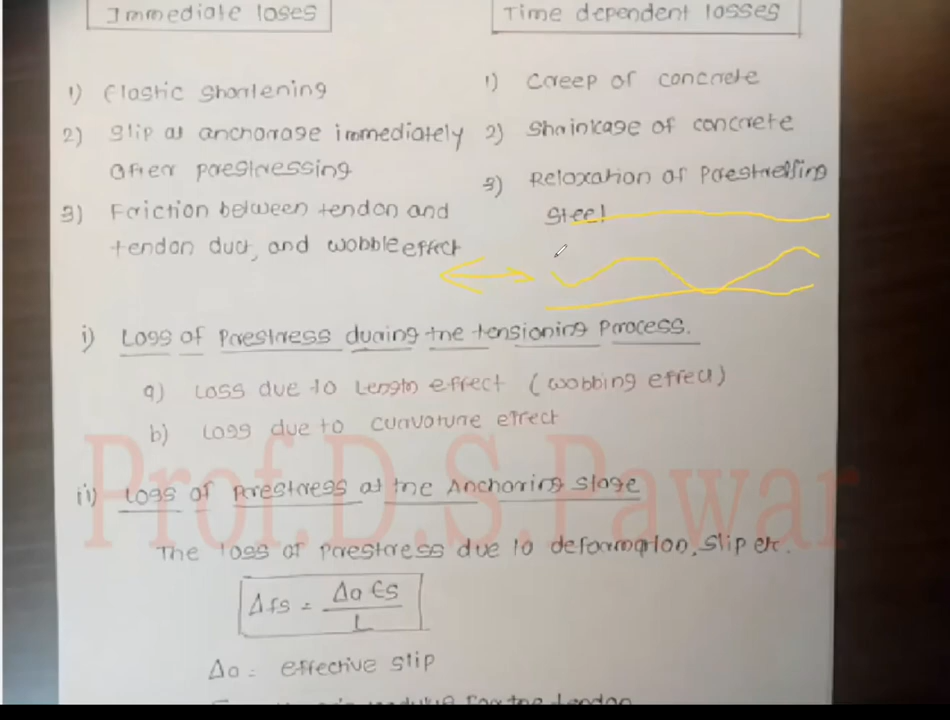 Immediate loses
Time dependent losses
1) Elastic Shortening
2) Slip at anchorage immediately
after prestressing
3) Friction between tendon and
tendon duct, and wobble effect
1) Creep of concrete
2) Shrinkage of concrete
3) Relaxation of Prestressing
Steel
i) Loss of Prestress during the tensioning Process.
a) Loss due to Length effect (wobbing effect)
b) Loss due to curvature effect
ii) Loss of Prestress at the Anchoring Stage
The loss of prestress due to deformation, slip etc.
Δfs = Δa Es / L
Δa = effective slip
for the tendon
Prof.D.S.Pawar